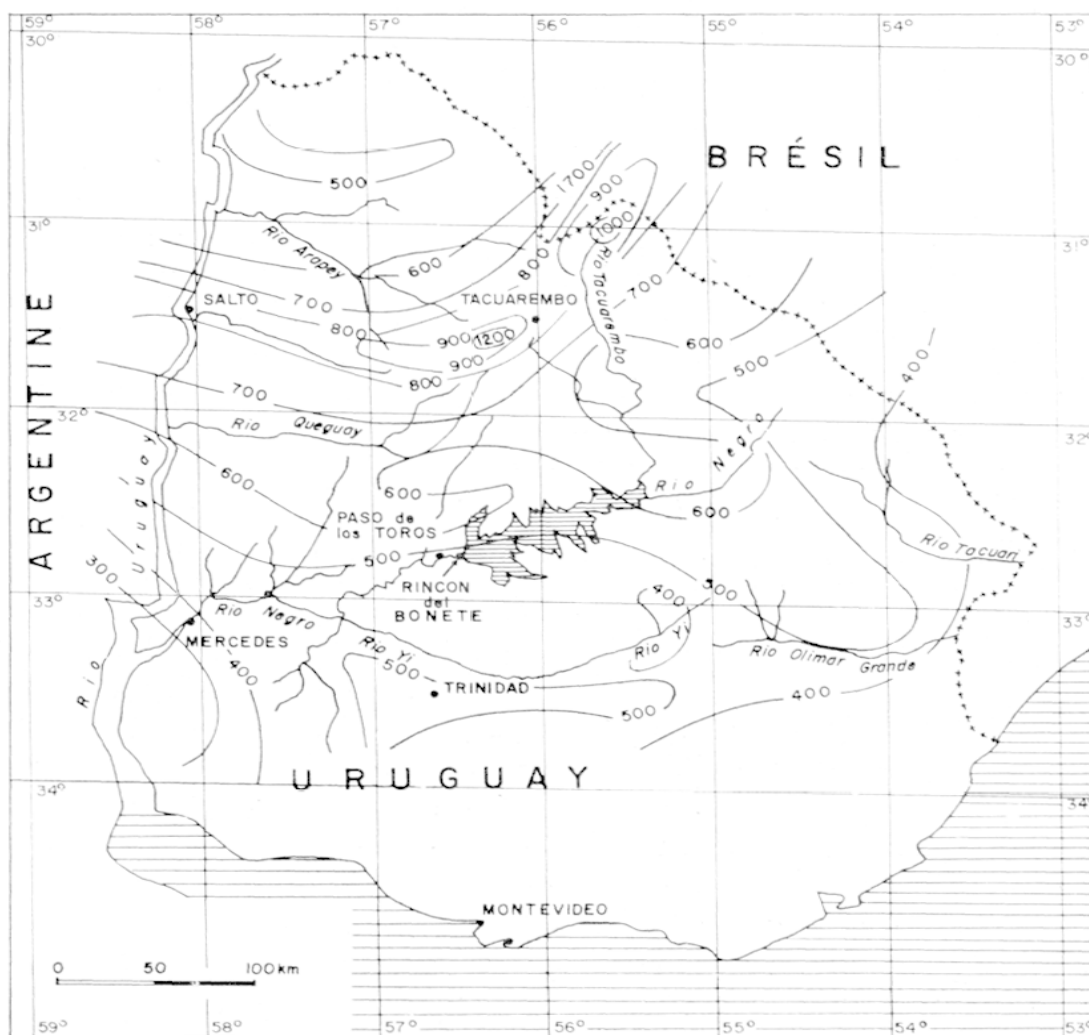 59° 58° 57° 56° 55° 54° 53°
30° 30°
BRÉSIL
500
1700
900
1000
31° 31°
Rio Arapey
600
800
Rio Tacuarembo
ARGENTINE
SALTO
700
TACUAREMBO
700
800
900 1200
900
600
800
500
400
700
32° 32°
Rio Queguay
Rio Negro
Uruguay
600
600
600
PASO de
los TOROS
500
Rio Tacuari
300
RINCON
del
BONETE
400
300
33° 33°
Rio Negro
MERCEDES
Rio Yi
Rio Yi
Rio Olimar Grande
Rio
400
500
TRINIDAD
500
400
URUGUAY
34° 34°
MONTEVIDEO
0 50 100 km
59° 58° 57° 56° 55° 54° 53°